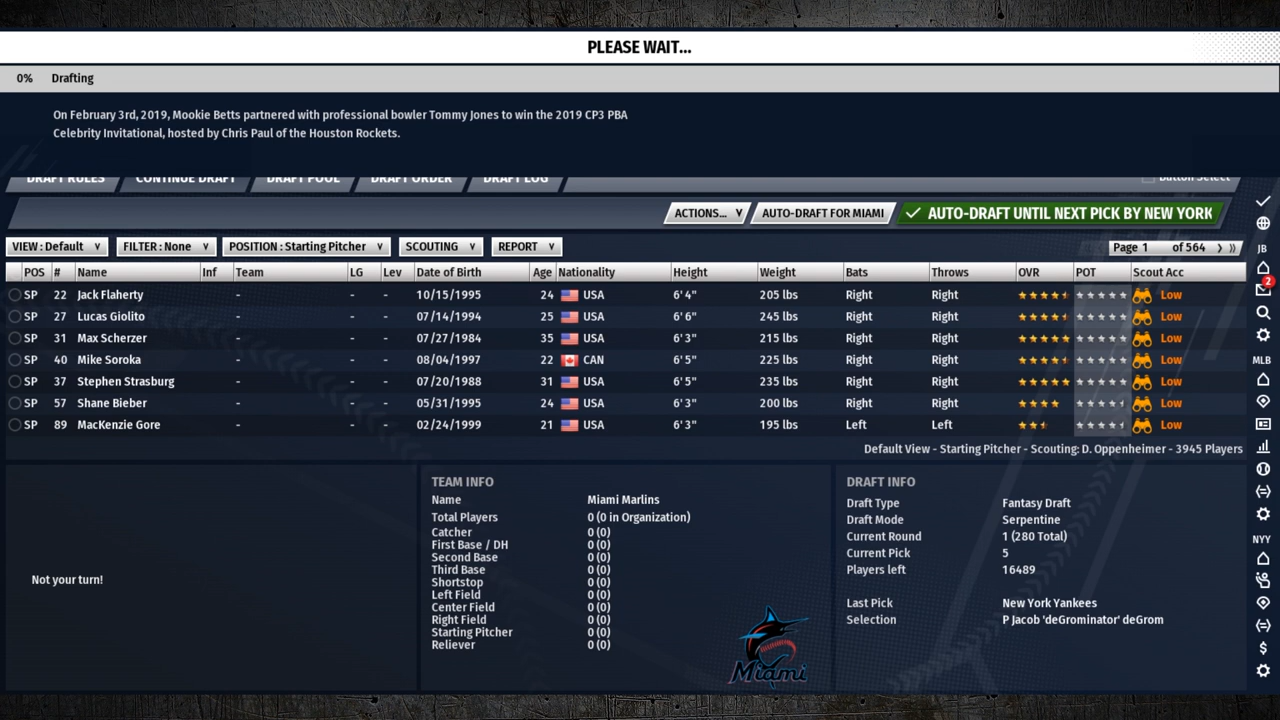 PLEASE WAIT...
0% Drafting
On February 3rd, 2019, Mookie Betts partnered with professional bowler Tommy Jones to win the 2019 CP3 PBA
Celebrity Invitational, hosted by Chris Paul of the Houston Rockets.
DRAFT RULES CONTINUE DRAFT DRAFT POOL DRAFT ORDER DRAFT LOG Button Select
ACTIONS... AUTO-DRAFT FOR MIAMI AUTO-DRAFT UNTIL NEXT PICK BY NEW YORK
VIEW : Default FILTER : None POSITION : Starting Pitcher SCOUTING REPORT Page 1 of 564
POS # Name Inf Team LG Lev Date of Birth Age Nationality Height Weight Bats Throws OVR POT Scout Acc
SP 22 Jack Flaherty - - - 10/15/1995 24 USA 6' 4" 205 lbs Right Right Low
SP 27 Lucas Giolito - - - 07/14/1994 25 USA 6' 6" 245 lbs Right Right Low
SP 31 Max Scherzer - - - 07/27/1984 35 USA 6' 3" 215 lbs Right Right Low
SP 40 Mike Soroka - - - 08/04/1997 22 CAN 6' 5" 225 lbs Right Right Low
SP 37 Stephen Strasburg - - - 07/20/1988 31 USA 6' 5" 235 lbs Right Right Low
SP 57 Shane Bieber - - - 05/31/1995 24 USA 6' 3" 200 lbs Right Right Low
SP 89 MacKenzie Gore - - - 02/24/1999 21 USA 6' 3" 195 lbs Left Left Low
Default View - Starting Pitcher - Scouting: D. Oppenheimer - 3945 Players
Not your turn!
TEAM INFO
Name Miami Marlins
Total Players 0 (0 in Organization)
Catcher 0 (0)
First Base / DH 0 (0)
Second Base 0 (0)
Third Base 0 (0)
Shortstop 0 (0)
Left Field 0 (0)
Center Field 0 (0)
Right Field 0 (0)
Starting Pitcher 0 (0)
Reliever 0 (0)
Miami
DRAFT INFO
Draft Type Fantasy Draft
Draft Mode Serpentine
Current Round 1 (280 Total)
Current Pick 5
Players left 16489
Last Pick New York Yankees
Selection P Jacob 'deGrominator' deGrom
JB
2
MLB
NYY
$